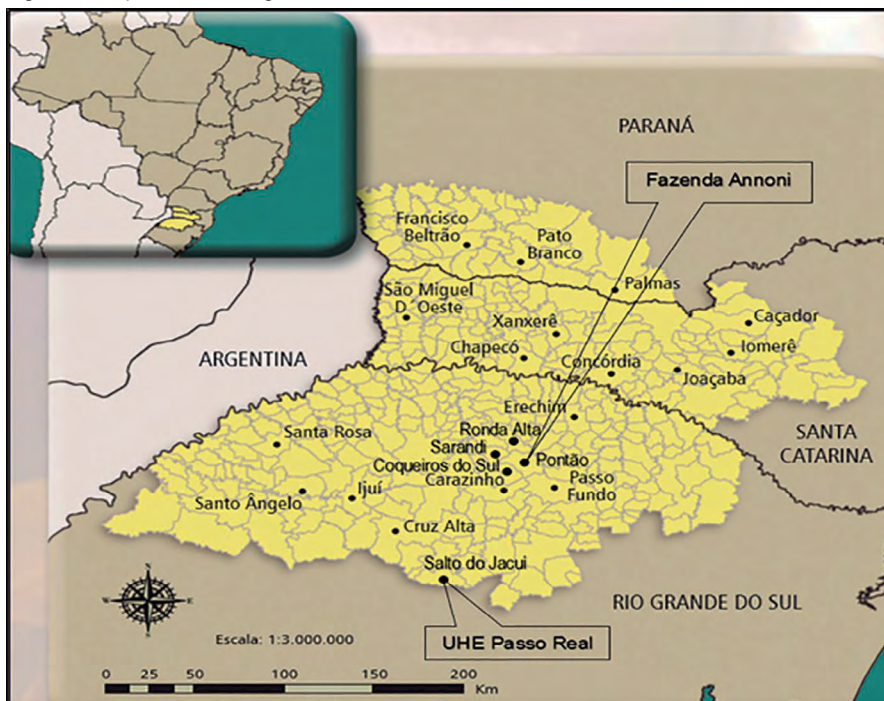 PARANÁ
Fazenda Annoni
Francisco
Beltrão
Pato
Branco
Palmas
São Miguel
D´Oeste
Xanxerê
Caçador
Chapecó
Iomerê
Concórdia
ARGENTINA
Joaçaba
Erechim
Ronda Alta
Santa Rosa
Sarandi
SANTA
CATARINA
Coqueiros do Sul
Pontão
Carazinho
Passo
Fundo
Santo Ângelo
Ijuí
Cruz Alta
Salto do Jacui
N
W
E
S
RIO GRANDE DO SUL
Escala: 1:3.000.000
UHE Passo Real
0 25 50 100 150 200
Km